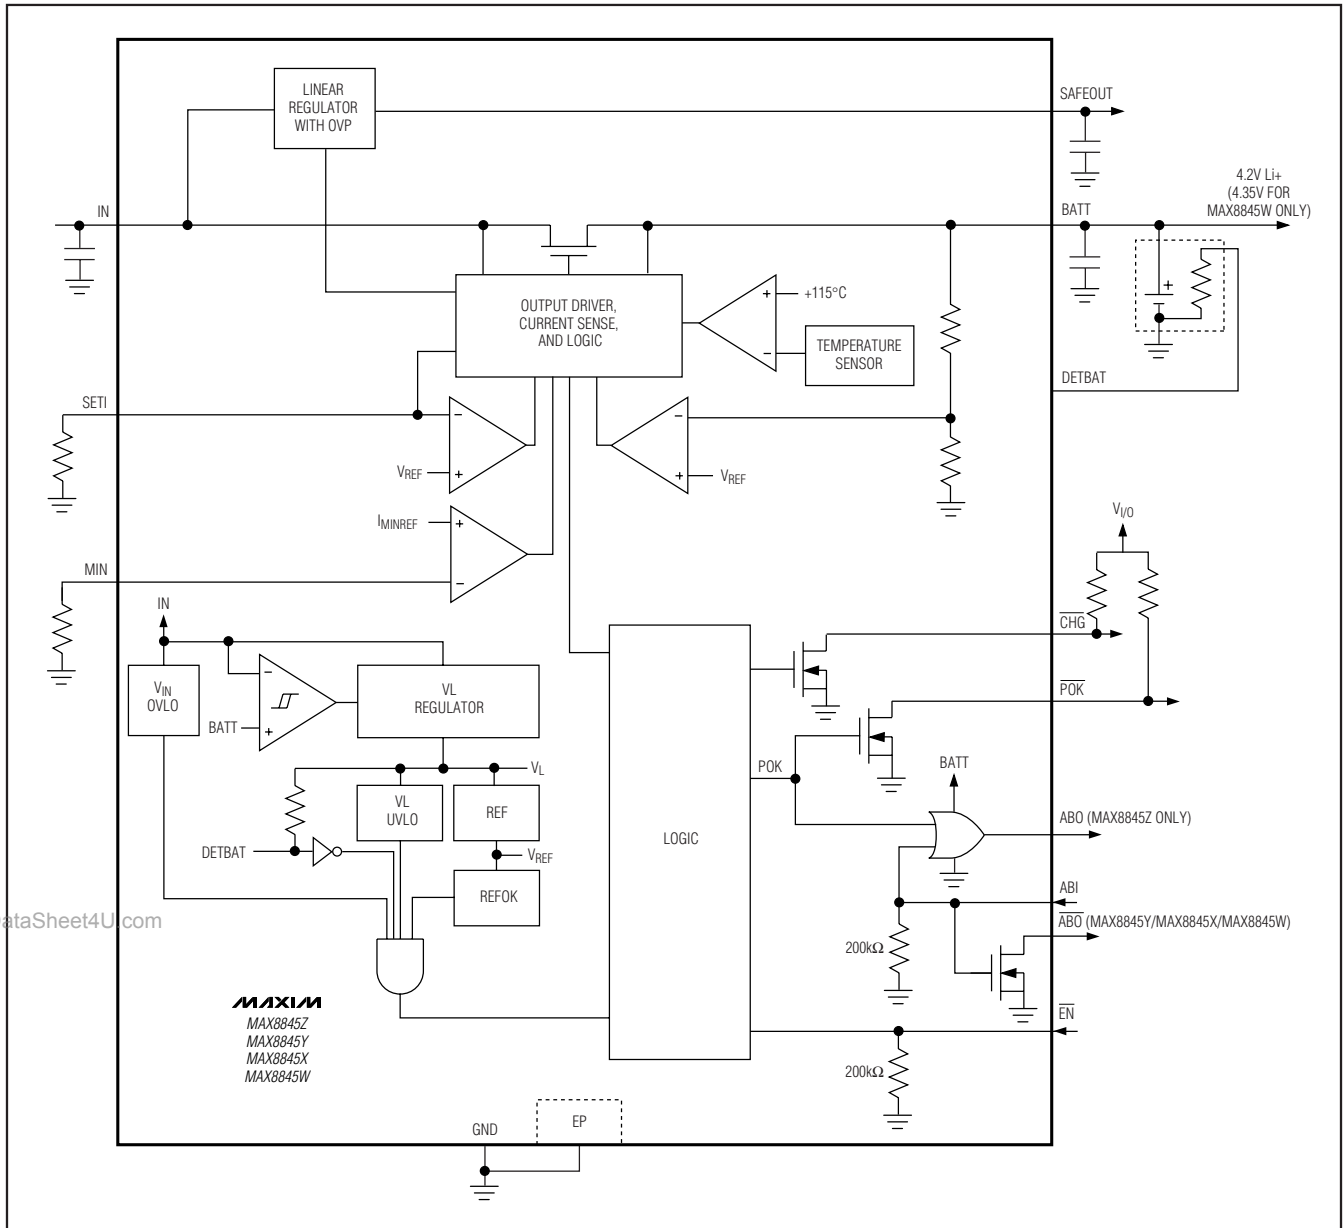 LINEAR
REGULATOR
WITH OVP
SAFEOUT
4.2V Li+
(4.35V FOR
MAX8845W ONLY)
IN
BATT
+
+115°C
OUTPUT DRIVER,
CURRENT SENSE,
AND LOGIC
+
−
TEMPERATURE
SENSOR
DETBAT
SETI
−
VREF
+
−
+
VREF
IMINREF
+
−
MIN
VI/O
IN
CHG
VIN
OVLO
−
BATT
+
VL
REGULATOR
POK
VL
POK
BATT
VL
UVLO
REF
ABO (MAX8845Z ONLY)
LOGIC
DETBAT
VREF
REFOK
ABI
ataSheet4U.com
ABO (MAX8845Y/MAX8845X/MAX8845W)
200kΩ
MAXIM
MAX8845Z
MAX8845Y
MAX8845X
MAX8845W
EN
200kΩ
GND
EP